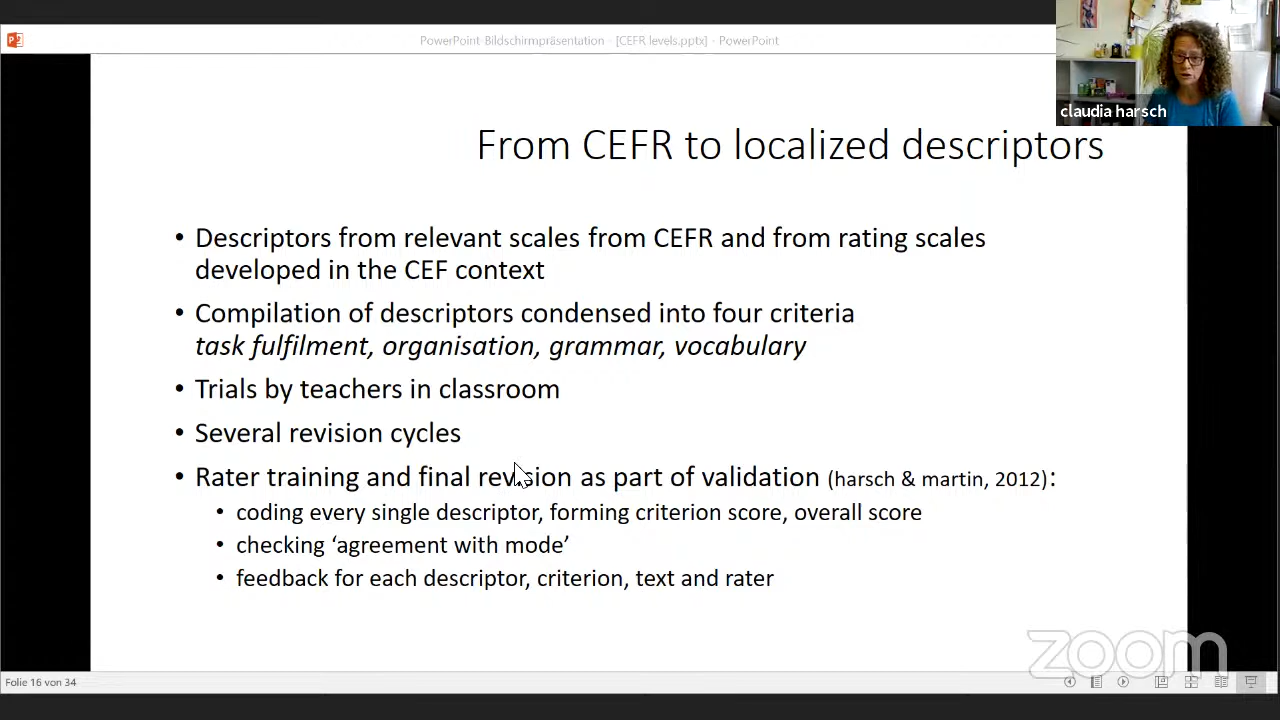 PowerPoint Bildschirmpräsentation - [CEFR levels.pptx] - PowerPoint
claudia harsch
From CEFR to localized descriptors
• Descriptors from relevant scales from CEFR and from rating scales
developed in the CEF context
• Compilation of descriptors condensed into four criteria
task fulfilment, organisation, grammar, vocabulary
• Trials by teachers in classroom
• Several revision cycles
• Rater training and final revision as part of validation (harsch & martin, 2012):
• coding every single descriptor, forming criterion score, overall score
• checking ‘agreement with mode’
• feedback for each descriptor, criterion, text and rater
zoom
Folie 16 von 34